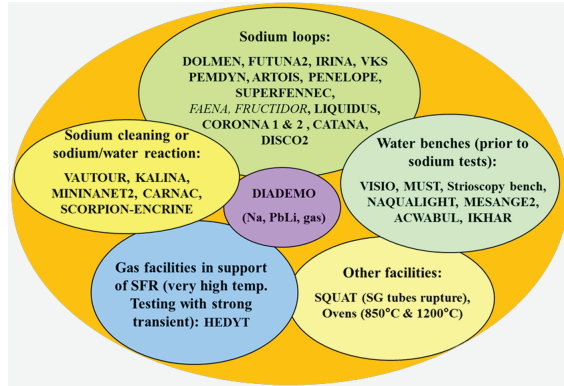 Sodium loops:
DOLMEN, FUTUNA2, IRINA, VKS
PEMDYN, ARTOIS, PENELOPE,
SUPERFENNEC,
FAENA, FRUCTIDOR, LIQUIDUS,
CORONNA 1 & 2 , CATANA,
DISCO2
Sodium cleaning or
sodium/water reaction:
VAUTOUR, KALINA,
MININANET2, CARNAC,
SCORPION-ENCRINE
Water benches (prior to
sodium tests):
VISIO, MUST, Strioscopy bench,
NAQUALIGHT, MESANGE2,
ACWABUL, IKHAR
DIADEMO
(Na, PbLi, gas)
Gas facilities in support
of SFR (very high temp.
Testing with strong
transient): HEDYT
Other facilities:
SQUAT (SG tubes rupture),
Ovens (850°C & 1200°C)